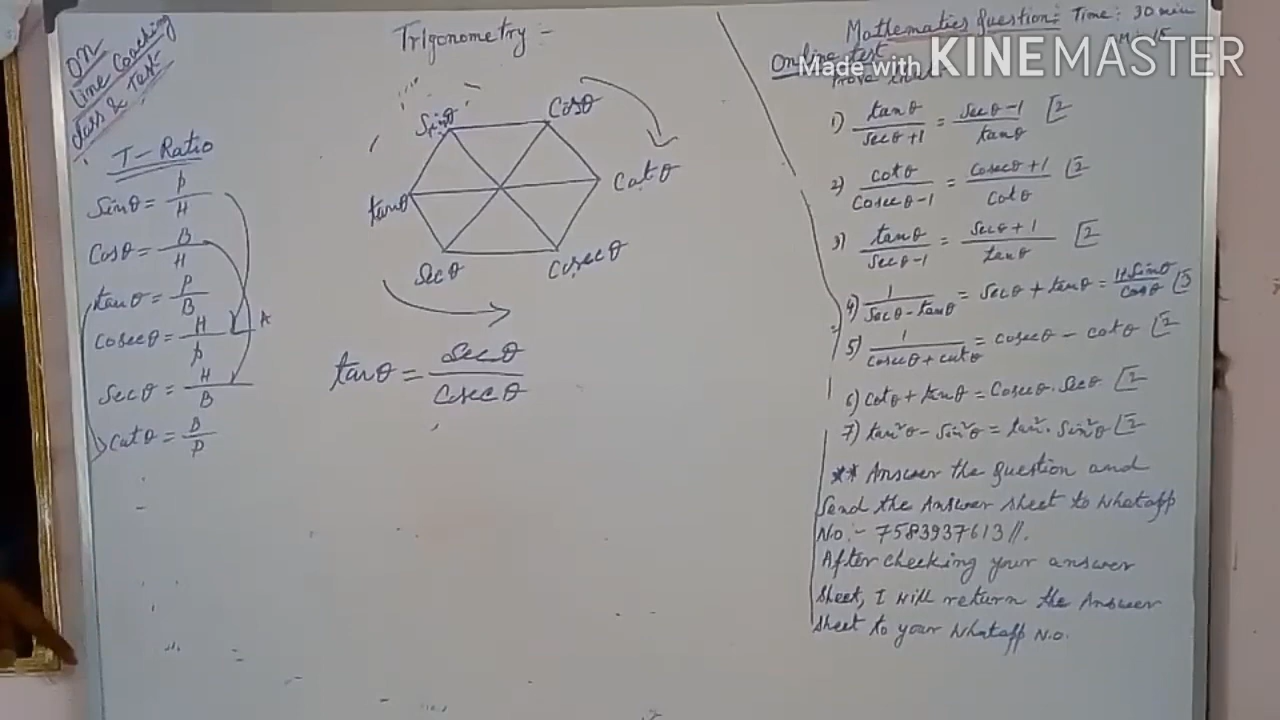 ON
line coaching
class & Test
T-Ratio
Sinθ = P/H
Cosθ = B/H
tanθ = P/B
Cosecθ = H/P
Secθ = H/B
Catθ = B/P
Trigonometry -
Sinθ
Cosθ
tanθ
Catθ
Secθ
Cosecθ
tanθ = Secθ/Csecθ
Mathematics Question: Time: 30 min
Online test
Made with KINEMASTER
Prove
1) tanθ/secθ+1 = secθ-1/tanθ [2
2) cotθ/Cosecθ-1 = Cosecθ+1/Cotθ [2
3) tanθ/secθ-1 = secθ+1/tanθ [2
4) 1/Secθ-tanθ = secθ+tanθ = 1+sinθ/cosθ [3
5) 1/cosecθ+cutθ = cosecθ-cotθ [2
6) cotθ+tanθ = Cosecθ.Secθ [2
7) tan²θ-Sin²θ = tan².Sin²θ [2
** Answer the question and
Send the Answer sheet to Whatapp
No.- 7583937613//.
After checking your answer
sheet, I will return the Answer
sheet to your Whatapp N.O.